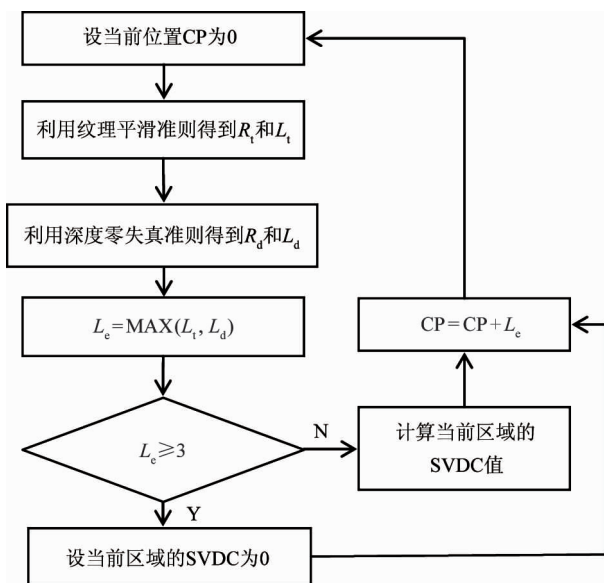 设当前位置CP为0
利用纹理平滑准则得到Rt和Lt
利用深度零失真准则得到Rd和Ld
Le=MAX(Lt, Ld)
CP=CP+Le
Le≥3
N
计算当前区域的
SVDC值
Y
设当前区域的SVDC为0